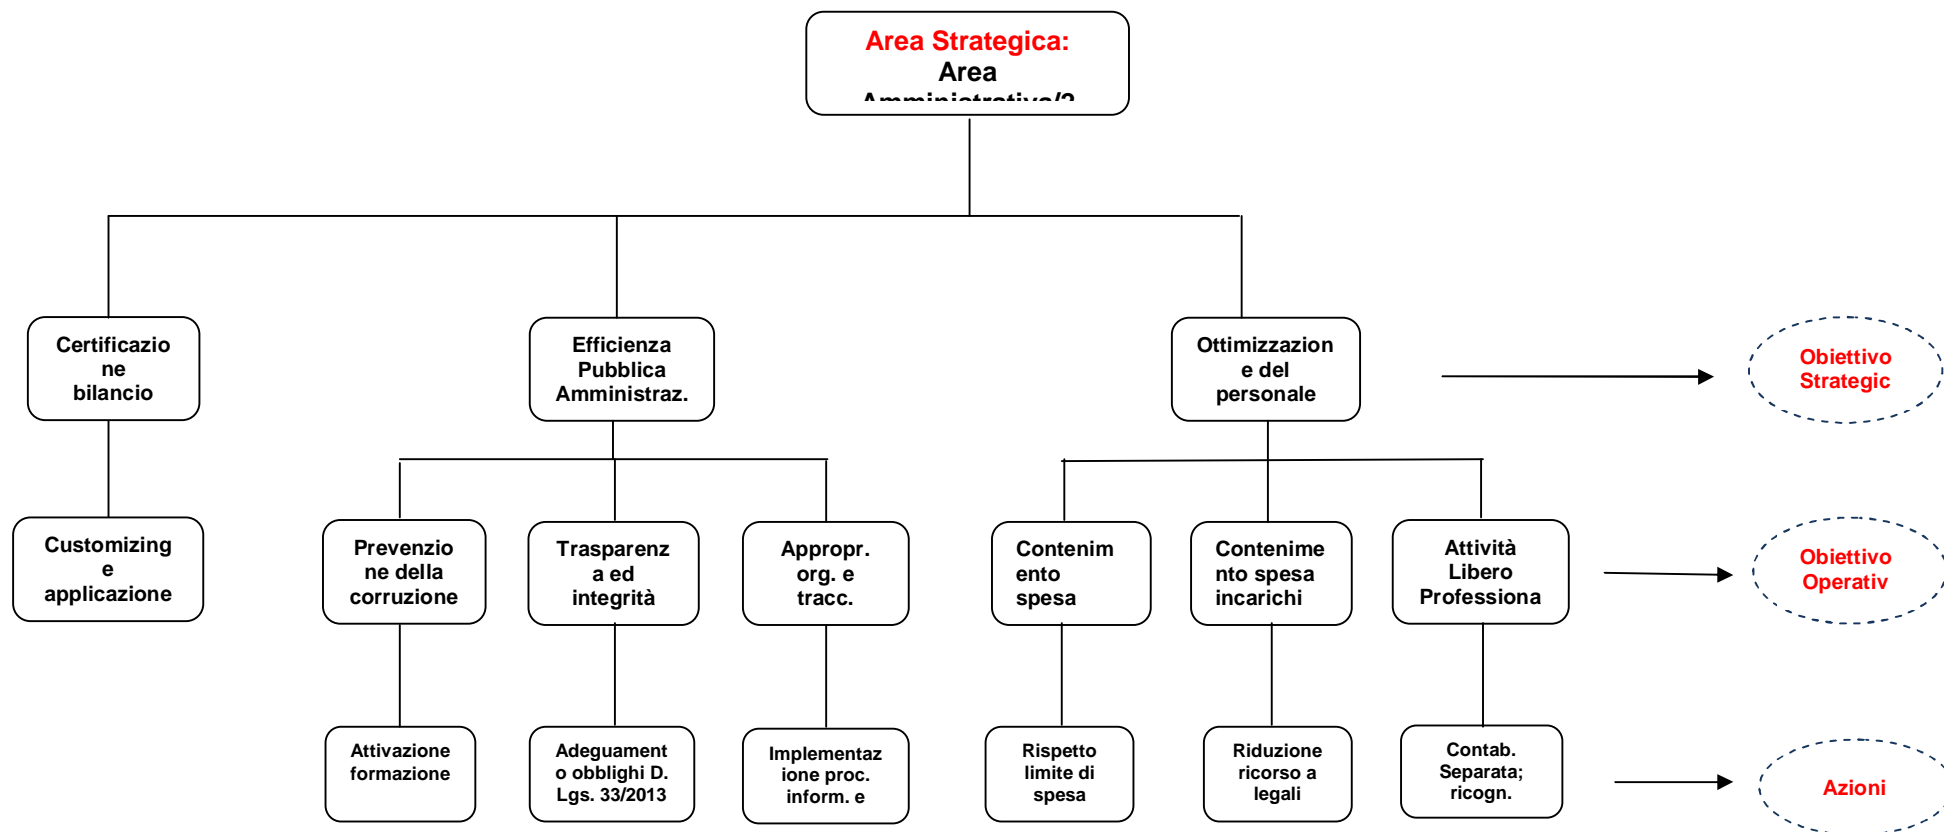 Area Strategica:
Area
Amministrativa/2
Certificazio
ne
bilancio
Efficienza
Pubblica
Amministraz.
Ottimizzazion
e del
personale
Obiettivo
Strategic
Customizing
e
applicazione
Prevenzio
ne della
corruzione
Trasparenz
a ed
integrità
Appropr.
org. e
tracc.
Contenim
ento
spesa
Contenime
nto spesa
incarichi
Attività
Libero
Professiona
Obiettivo
Operativ
Attivazione
formazione
Adeguament
o obblighi D.
Lgs. 33/2013
Implementaz
ione proc.
inform. e
Rispetto
limite di
spesa
Riduzione
ricorso a
legali
Contab.
Separata;
ricogn.
Azioni